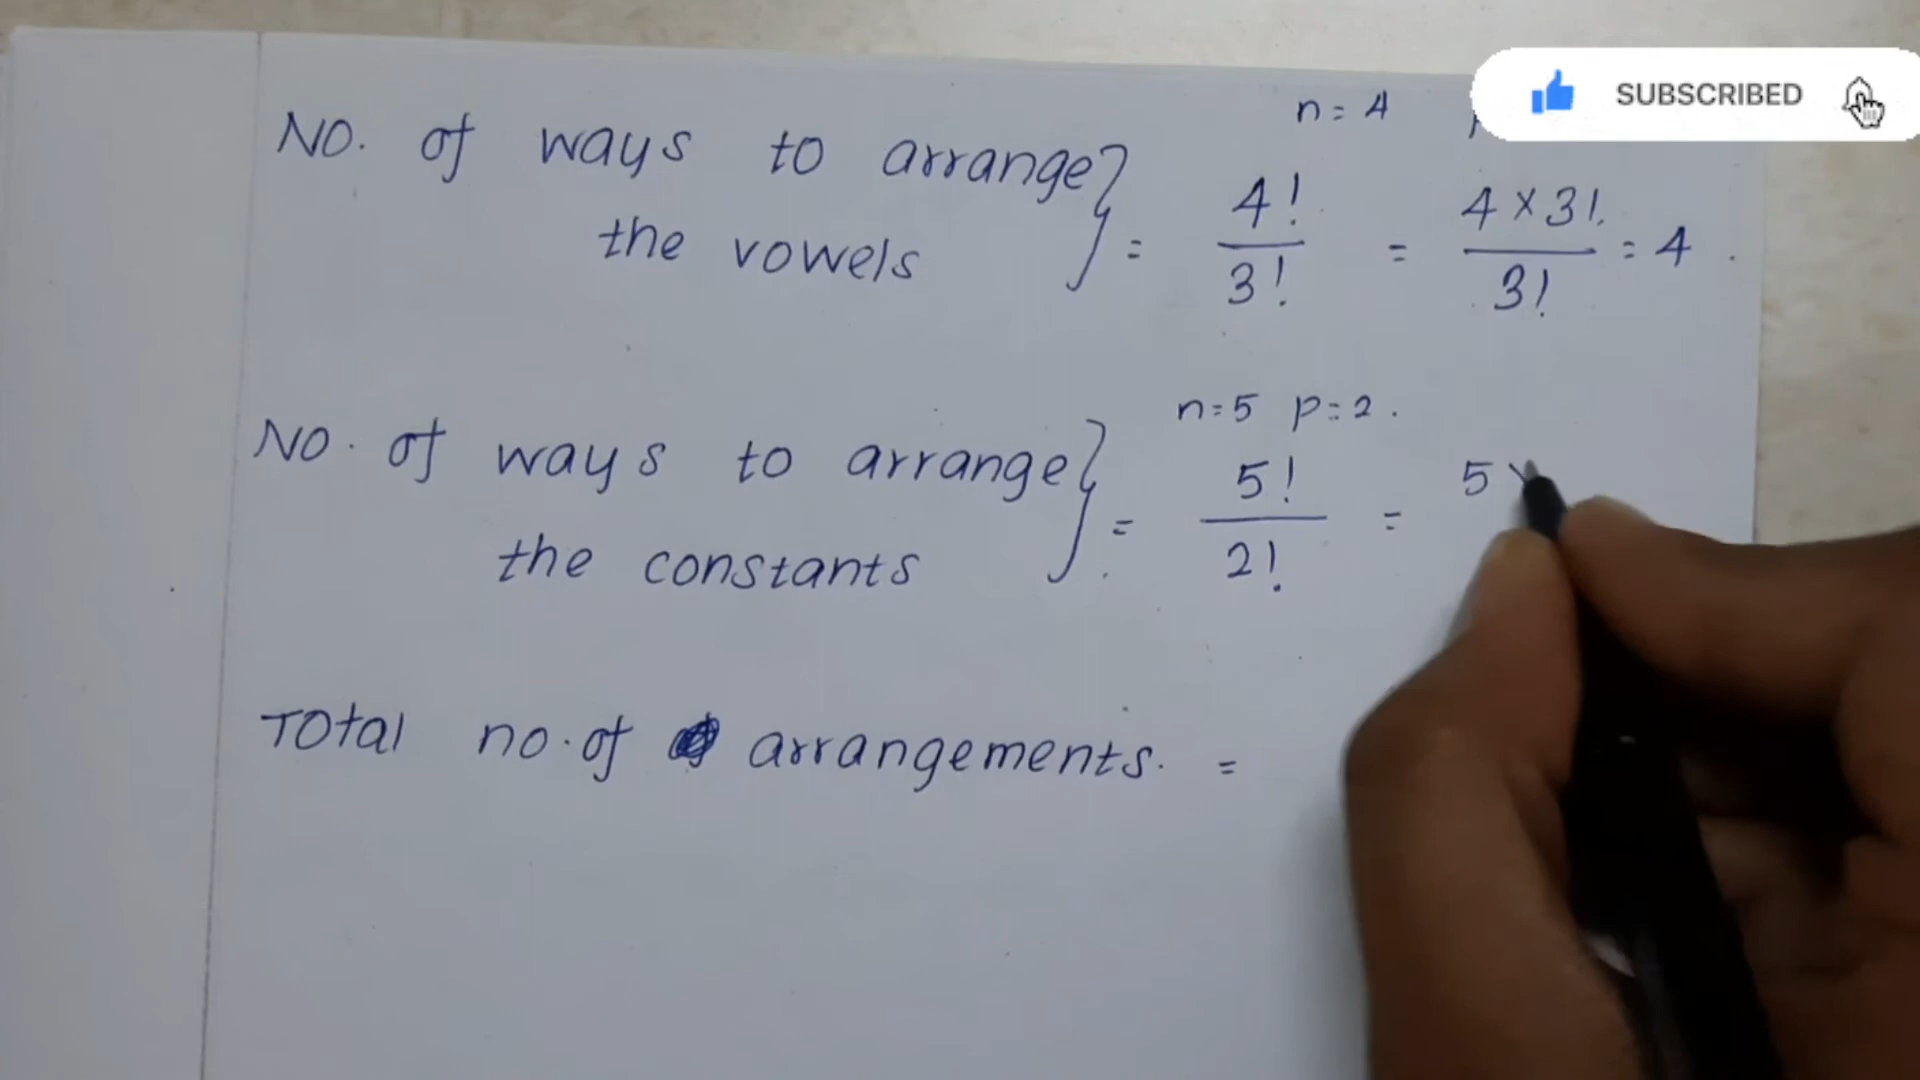 SUBSCRIBED
n = 4
No. of ways to arrange
the vowels } = 4! / 3! = 4 × 3! / 3! = 4 .
n = 5 p = 2 .
No. of ways to arrange
the constants } = 5! / 2! = 5 ×
Total no. of arrangements. =